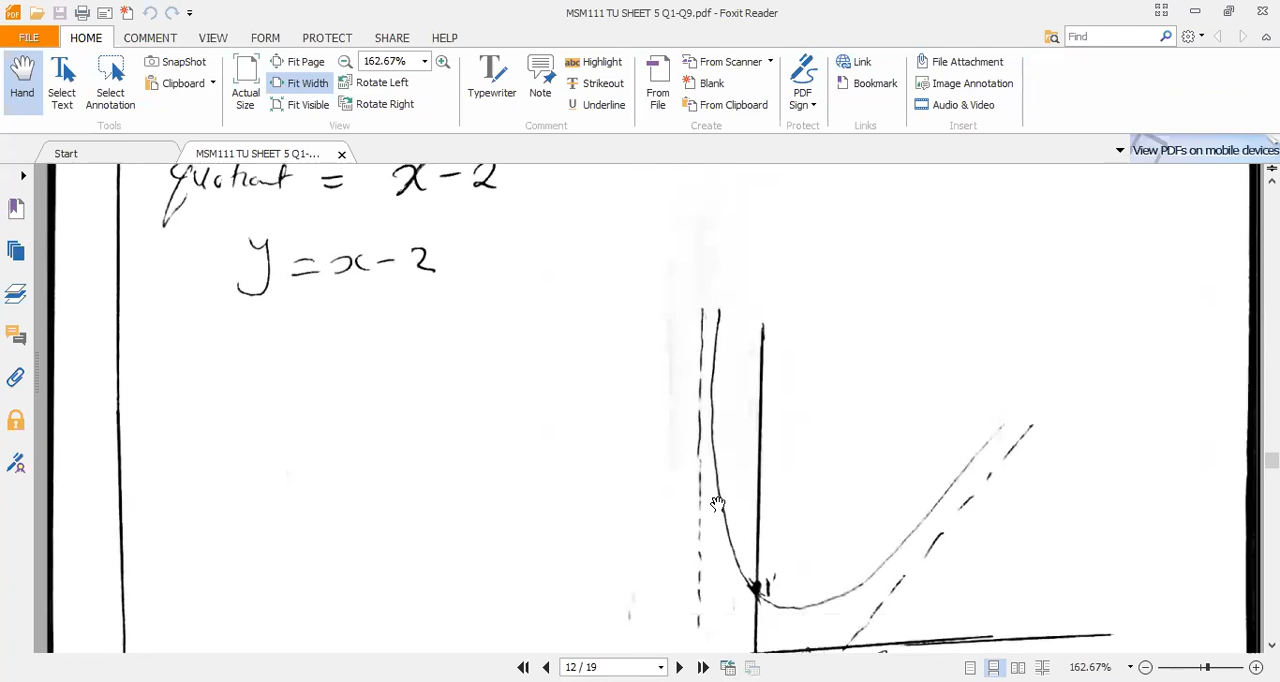 MSM111 TU SHEET 5 Q1-Q9.pdf - Foxit Reader
FILE HOME COMMENT VIEW FORM PROTECT SHARE HELP Find
Hand
Select Text
Select Annotation
SnapShot
Clipboard
Tools
Actual Size
Fit Page
Fit Width
Fit Visible
162.67%
Rotate Left
Rotate Right
View
Typewriter
Note
Highlight
Strikeout
Underline
Comment
From File
From Scanner
Blank
From Clipboard
Create
PDF Sign
Protect
Link
Bookmark
Links
File Attachment
Image Annotation
Audio & Video
Insert
Start MSM111 TU SHEET 5 Q1-... View PDFs on mobile devices
quotient = x-2
y = x-2
1
12 / 19 162.67%